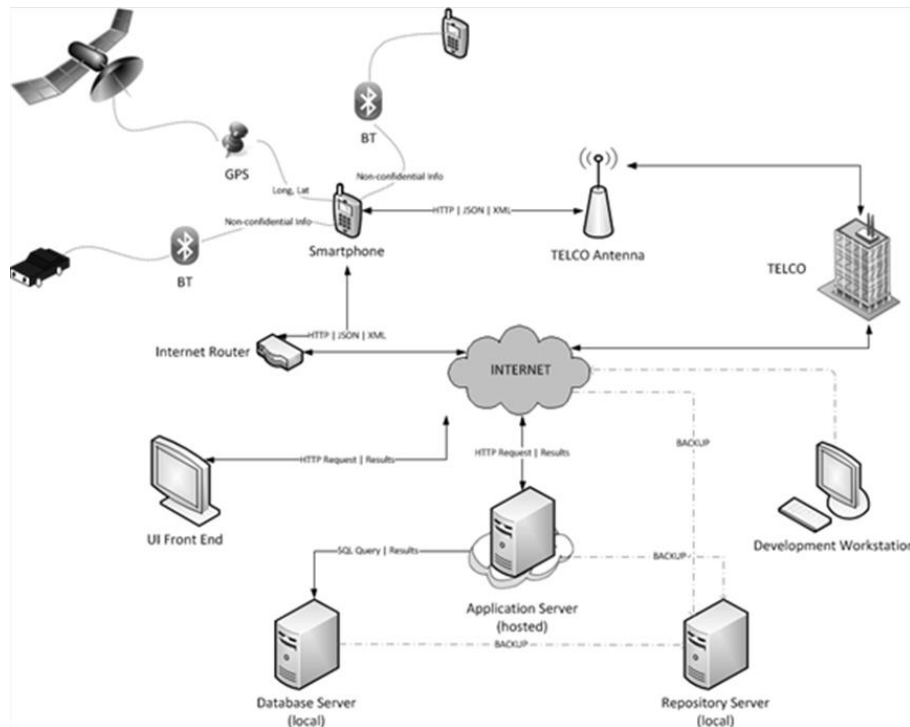 BT
GPS
Non-confidential Info
Long, Lat
HTTP | JSON | XML
Non-confidential Info
Smartphone
TELCO Antenna
TELCO
BT
HTTP | JSON | XML
Internet Router
INTERNET
BACKUP
HTTP Request | Results
HTTP Request | Results
UI Front End
Development Workstation
SQL Query | Results
BACKUP
Application Server
(hosted)
BACKUP
Database Server
(local)
Repository Server
(local)